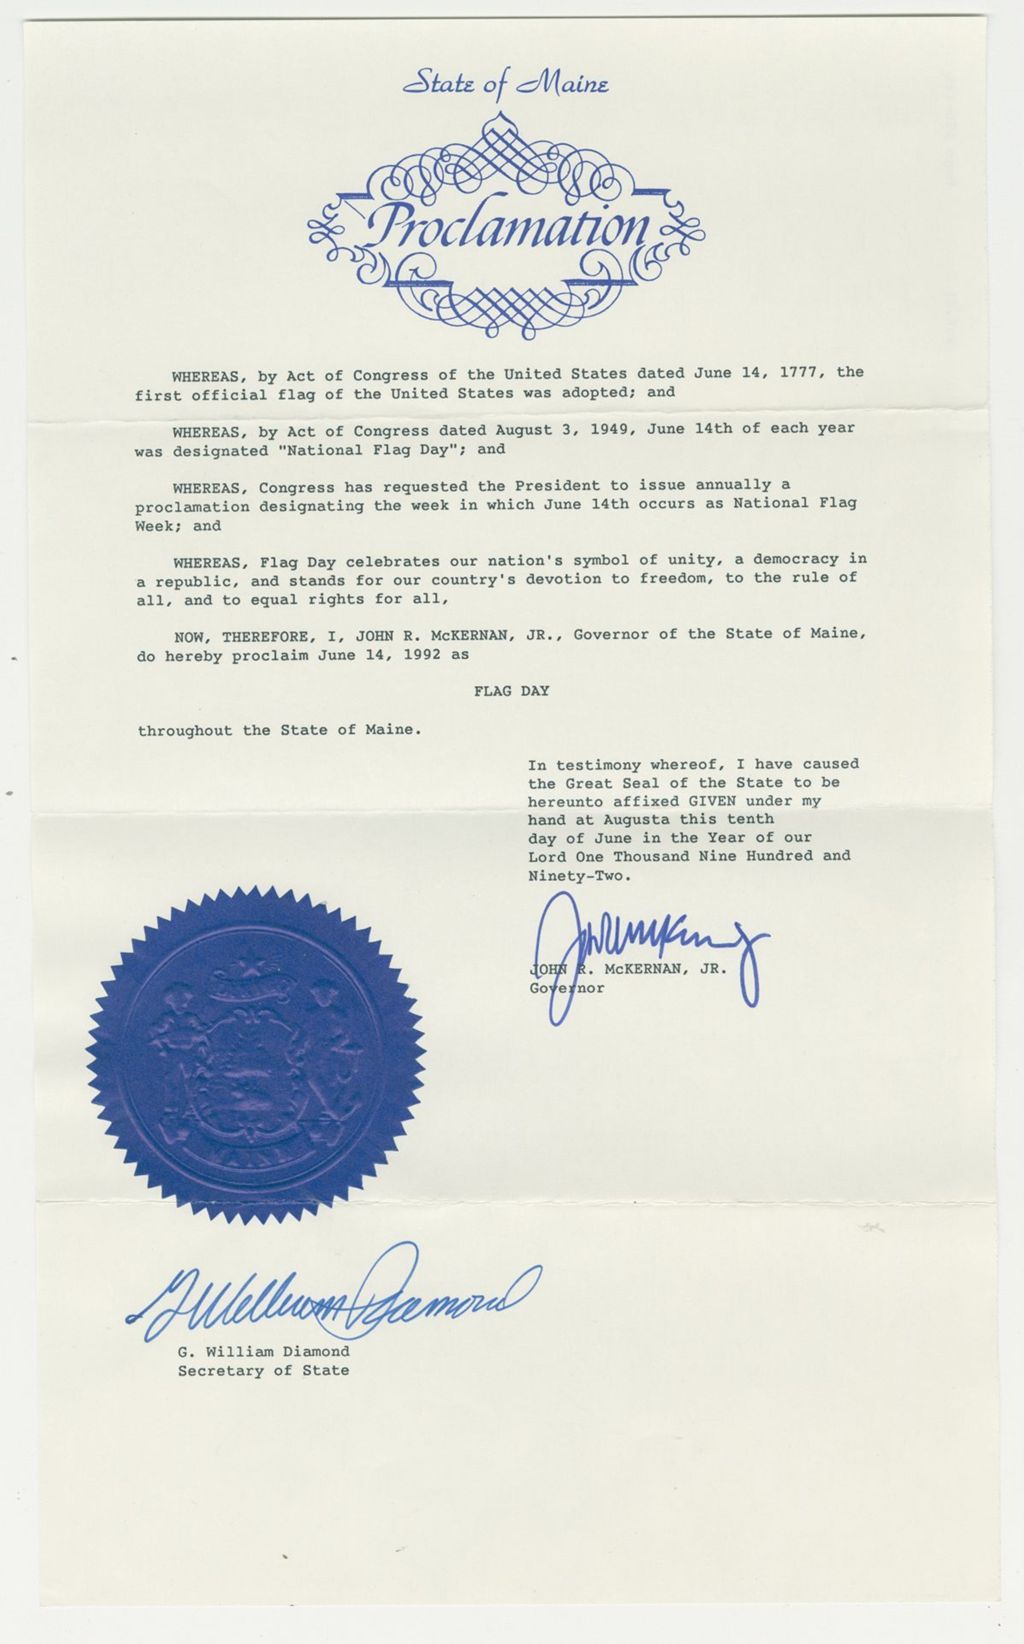 State of Maine
Proclamation
WHEREAS, by Act of Congress of the United States dated June 14, 1777, the
first official flag of the United States was adopted; and
WHEREAS, by Act of Congress dated August 3, 1949, June 14th of each year
was designated "National Flag Day"; and
WHEREAS, Congress has requested the President to issue annually a
proclamation designating the week in which June 14th occurs as National Flag
Week; and
WHEREAS, Flag Day celebrates our nation's symbol of unity, a democracy in
a republic, and stands for our country's devotion to freedom, to the rule of
all, and to equal rights for all,
NOW, THEREFORE, I, JOHN R. McKERNAN, JR., Governor of the State of Maine,
do hereby proclaim June 14, 1992 as
FLAG DAY
throughout the State of Maine.
In testimony whereof, I have caused
the Great Seal of the State to be
hereunto affixed GIVEN under my
hand at Augusta this tenth
day of June in the Year of our
Lord One Thousand Nine Hundred and
Ninety-Two.
JOHN R. McKERNAN, JR.
Governor
MAINE
G William Diamond
G. William Diamond
Secretary of State